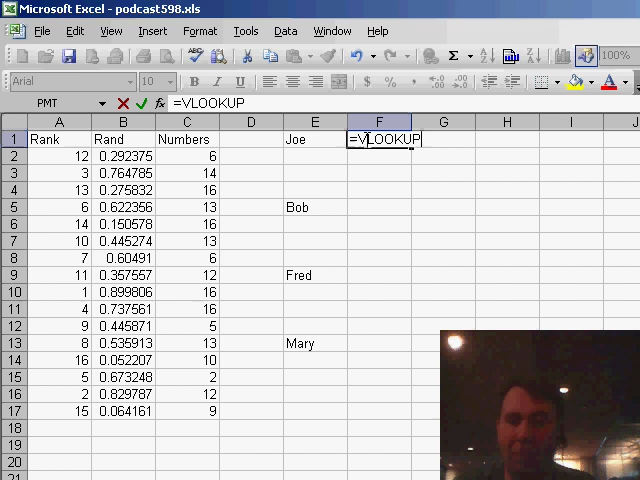 Microsoft Excel - podcast598.xls
File Edit View Insert Format Tools Data Window Help
Σ 100%
Arial 10 B I U $ % ,
PMT fx =VLOOKUP
A B C D E F G H I J
1 Rank Rand Numbers Joe =VLOOKUP
2 12 0.292375 6
3 3 0.764785 14
4 13 0.275832 16
5 6 0.622356 13 Bob
6 14 0.150578 16
7 10 0.445274 13
8 7 0.60491 6
9 11 0.357557 12 Fred
10 1 0.899806 16
11 4 0.737561 16
12 9 0.445871 5
13 8 0.535913 13 Mary
14 16 0.052207 10
15 5 0.673248 2
16 2 0.829787 12
17 15 0.064161 9
18
19
20
21